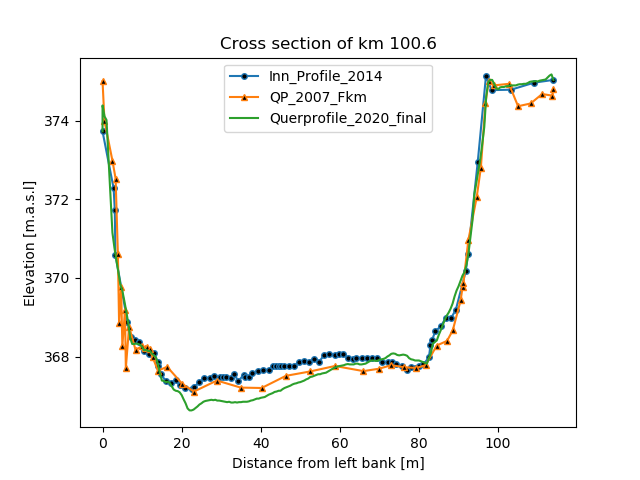 Cross section of km 100.6
Inn_Profile_2014
QP_2007_Fkm
Querprofile_2020_final
374
372
370
368
Elevation [m.a.s.l]
0 20 40 60 80 100
Distance from left bank [m]